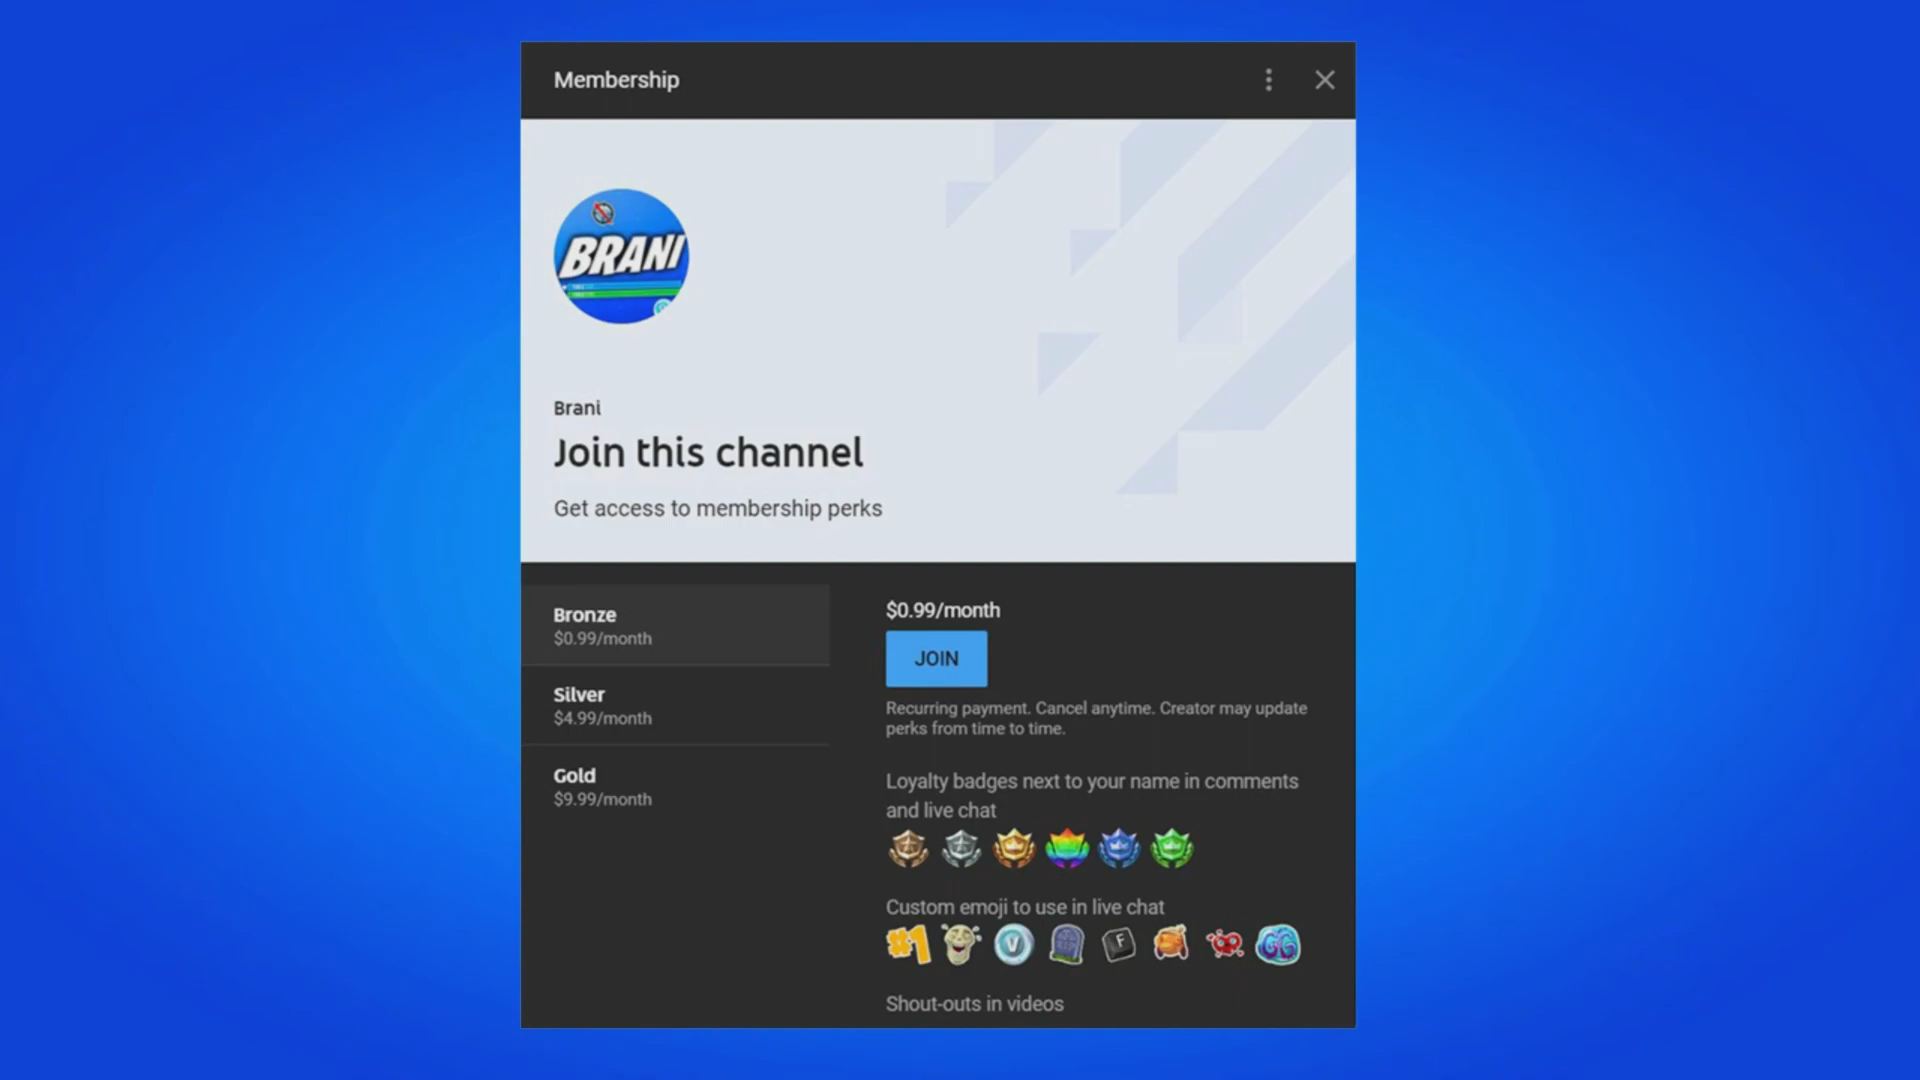 Membership
BRANI
Brani
Join this channel
Get access to membership perks
Bronze
$0.99/month
Silver
$4.99/month
Gold
$9.99/month
$0.99/month
JOIN
Recurring payment. Cancel anytime. Creator may update
perks from time to time.
Loyalty badges next to your name in comments
and live chat
Custom emoji to use in live chat
#1
V
RIP
F
GG
Shout-outs in videos